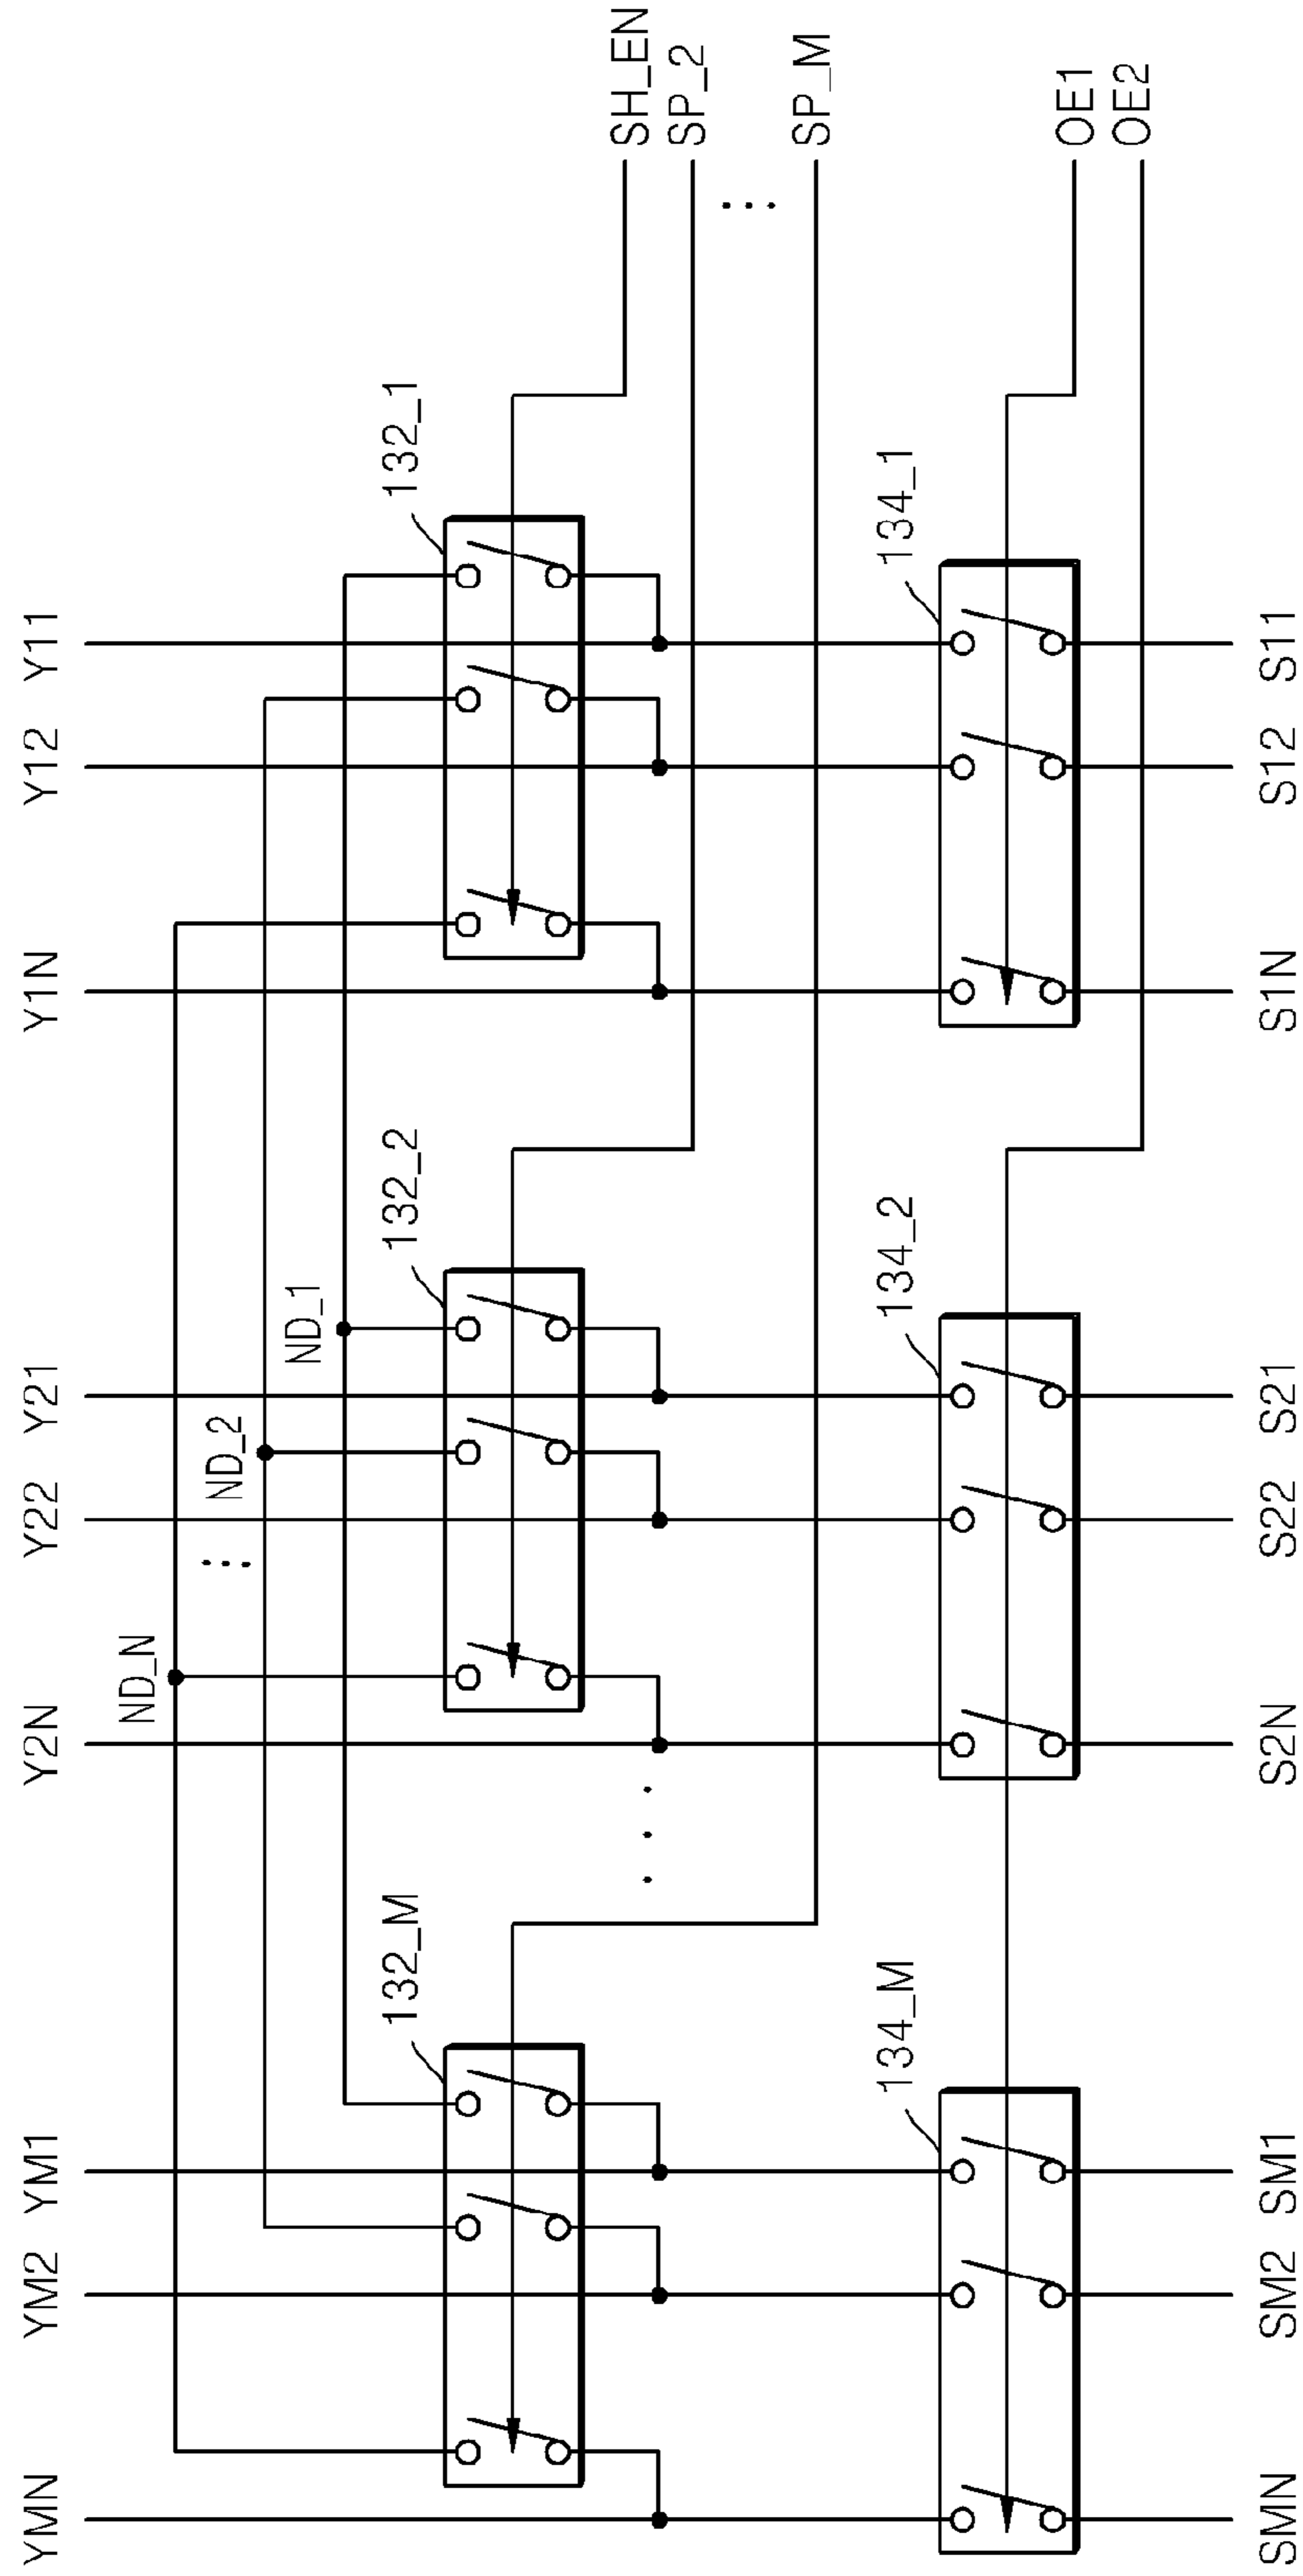 YMN YM2 YM1 Y2N Y22 Y21 Y1N Y12 Y11
ND_N
ND_2
ND_1
132_M 132_2 132_1
SH_EN
SP_2
SP_M
134_M 134_2 134_1
OE1
OE2
SMN SM2 SM1 S2N S22 S21 S1N S12 S11